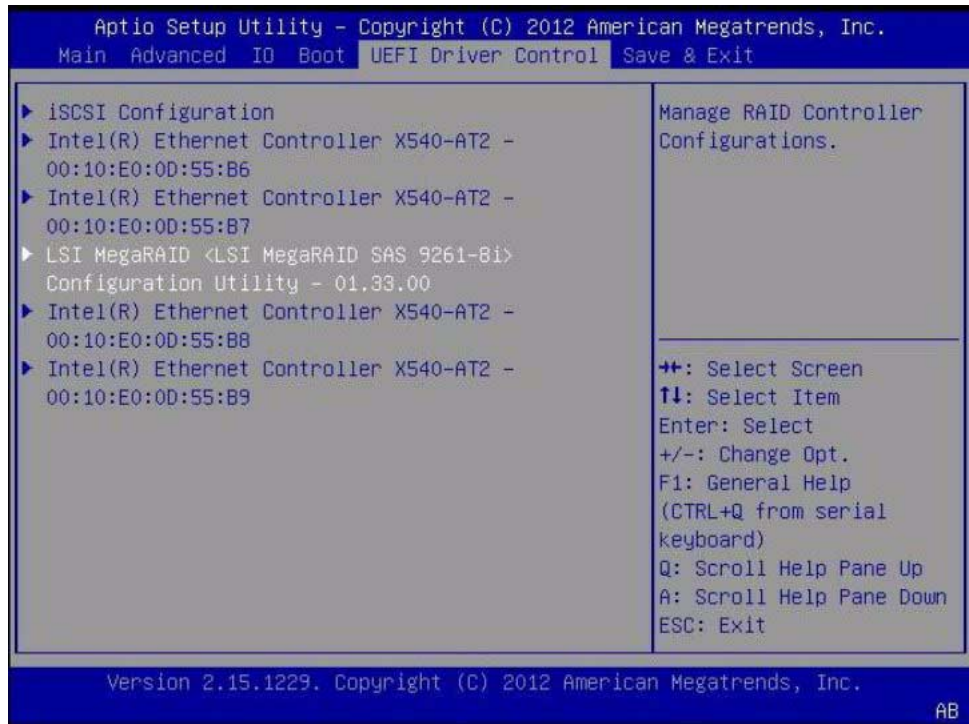 Aptio Setup Utility – Copyright (C) 2012 American Megatrends, Inc.
Main Advanced IO Boot UEFI Driver Control Save & Exit
▶ iSCSI Configuration
▶ Intel(R) Ethernet Controller X540-AT2 –
00:10:E0:0D:55:B6
▶ Intel(R) Ethernet Controller X540-AT2 –
00:10:E0:0D:55:B7
▶ LSI MegaRAID <LSI MegaRAID SAS 9261-8i>
Configuration Utility – 01.33.00
▶ Intel(R) Ethernet Controller X540-AT2 –
00:10:E0:0D:55:B8
▶ Intel(R) Ethernet Controller X540-AT2 –
00:10:E0:0D:55:B9
Manage RAID Controller
Configurations.
→←: Select Screen
↑↓: Select Item
Enter: Select
+/-: Change Opt.
F1: General Help
(CTRL+Q from serial
keyboard)
Q: Scroll Help Pane Up
A: Scroll Help Pane Down
ESC: Exit
Version 2.15.1229. Copyright (C) 2012 American Megatrends, Inc.
AB